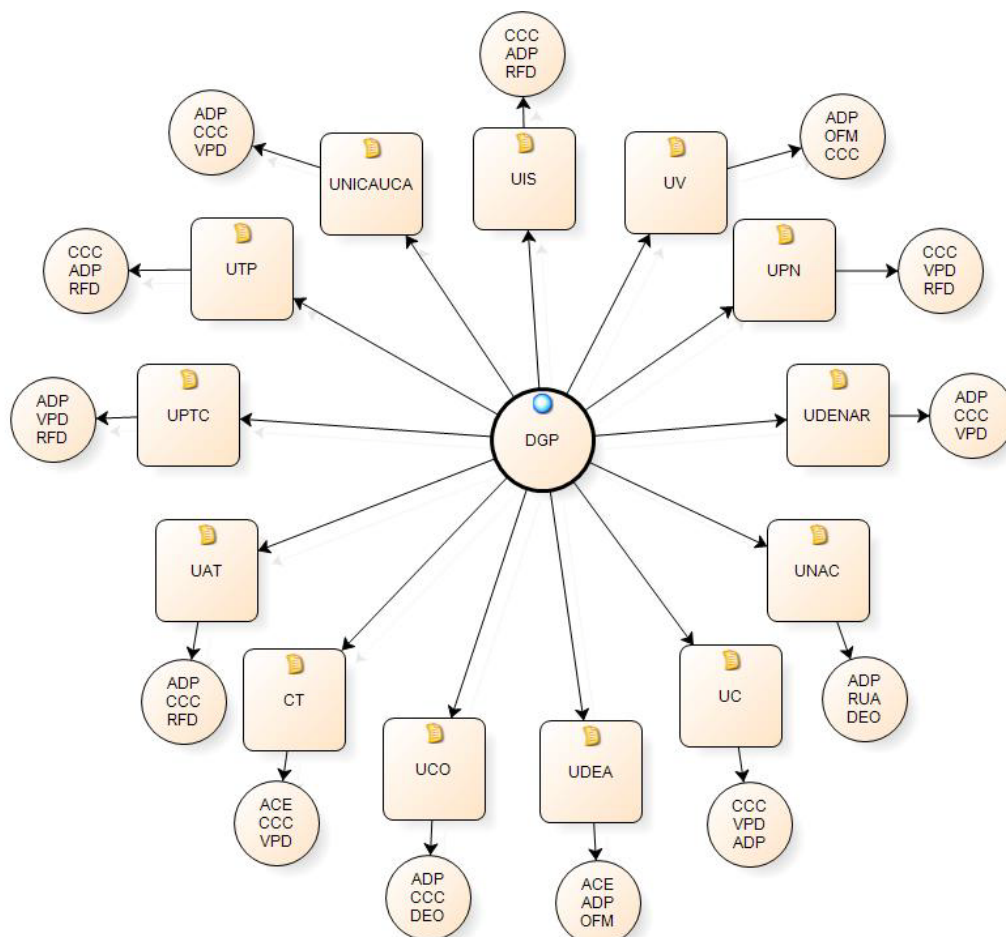 CCC
ADP
RFD
ADP
CCC
VPD
ADP
OFM
CCC
UNICAUCA
UIS
UV
CCC
ADP
RFD
UTP
UPN
CCC
VPD
RFD
ADP
VPD
RFD
UPTC
DGP
UDENAR
ADP
CCC
VPD
UAT
UNAC
ADP
CCC
RFD
CT
UC
ADP
RUA
DEO
UCO
UDEA
ACE
CCC
VPD
CCC
VPD
ADP
ADP
CCC
DEO
ACE
ADP
OFM